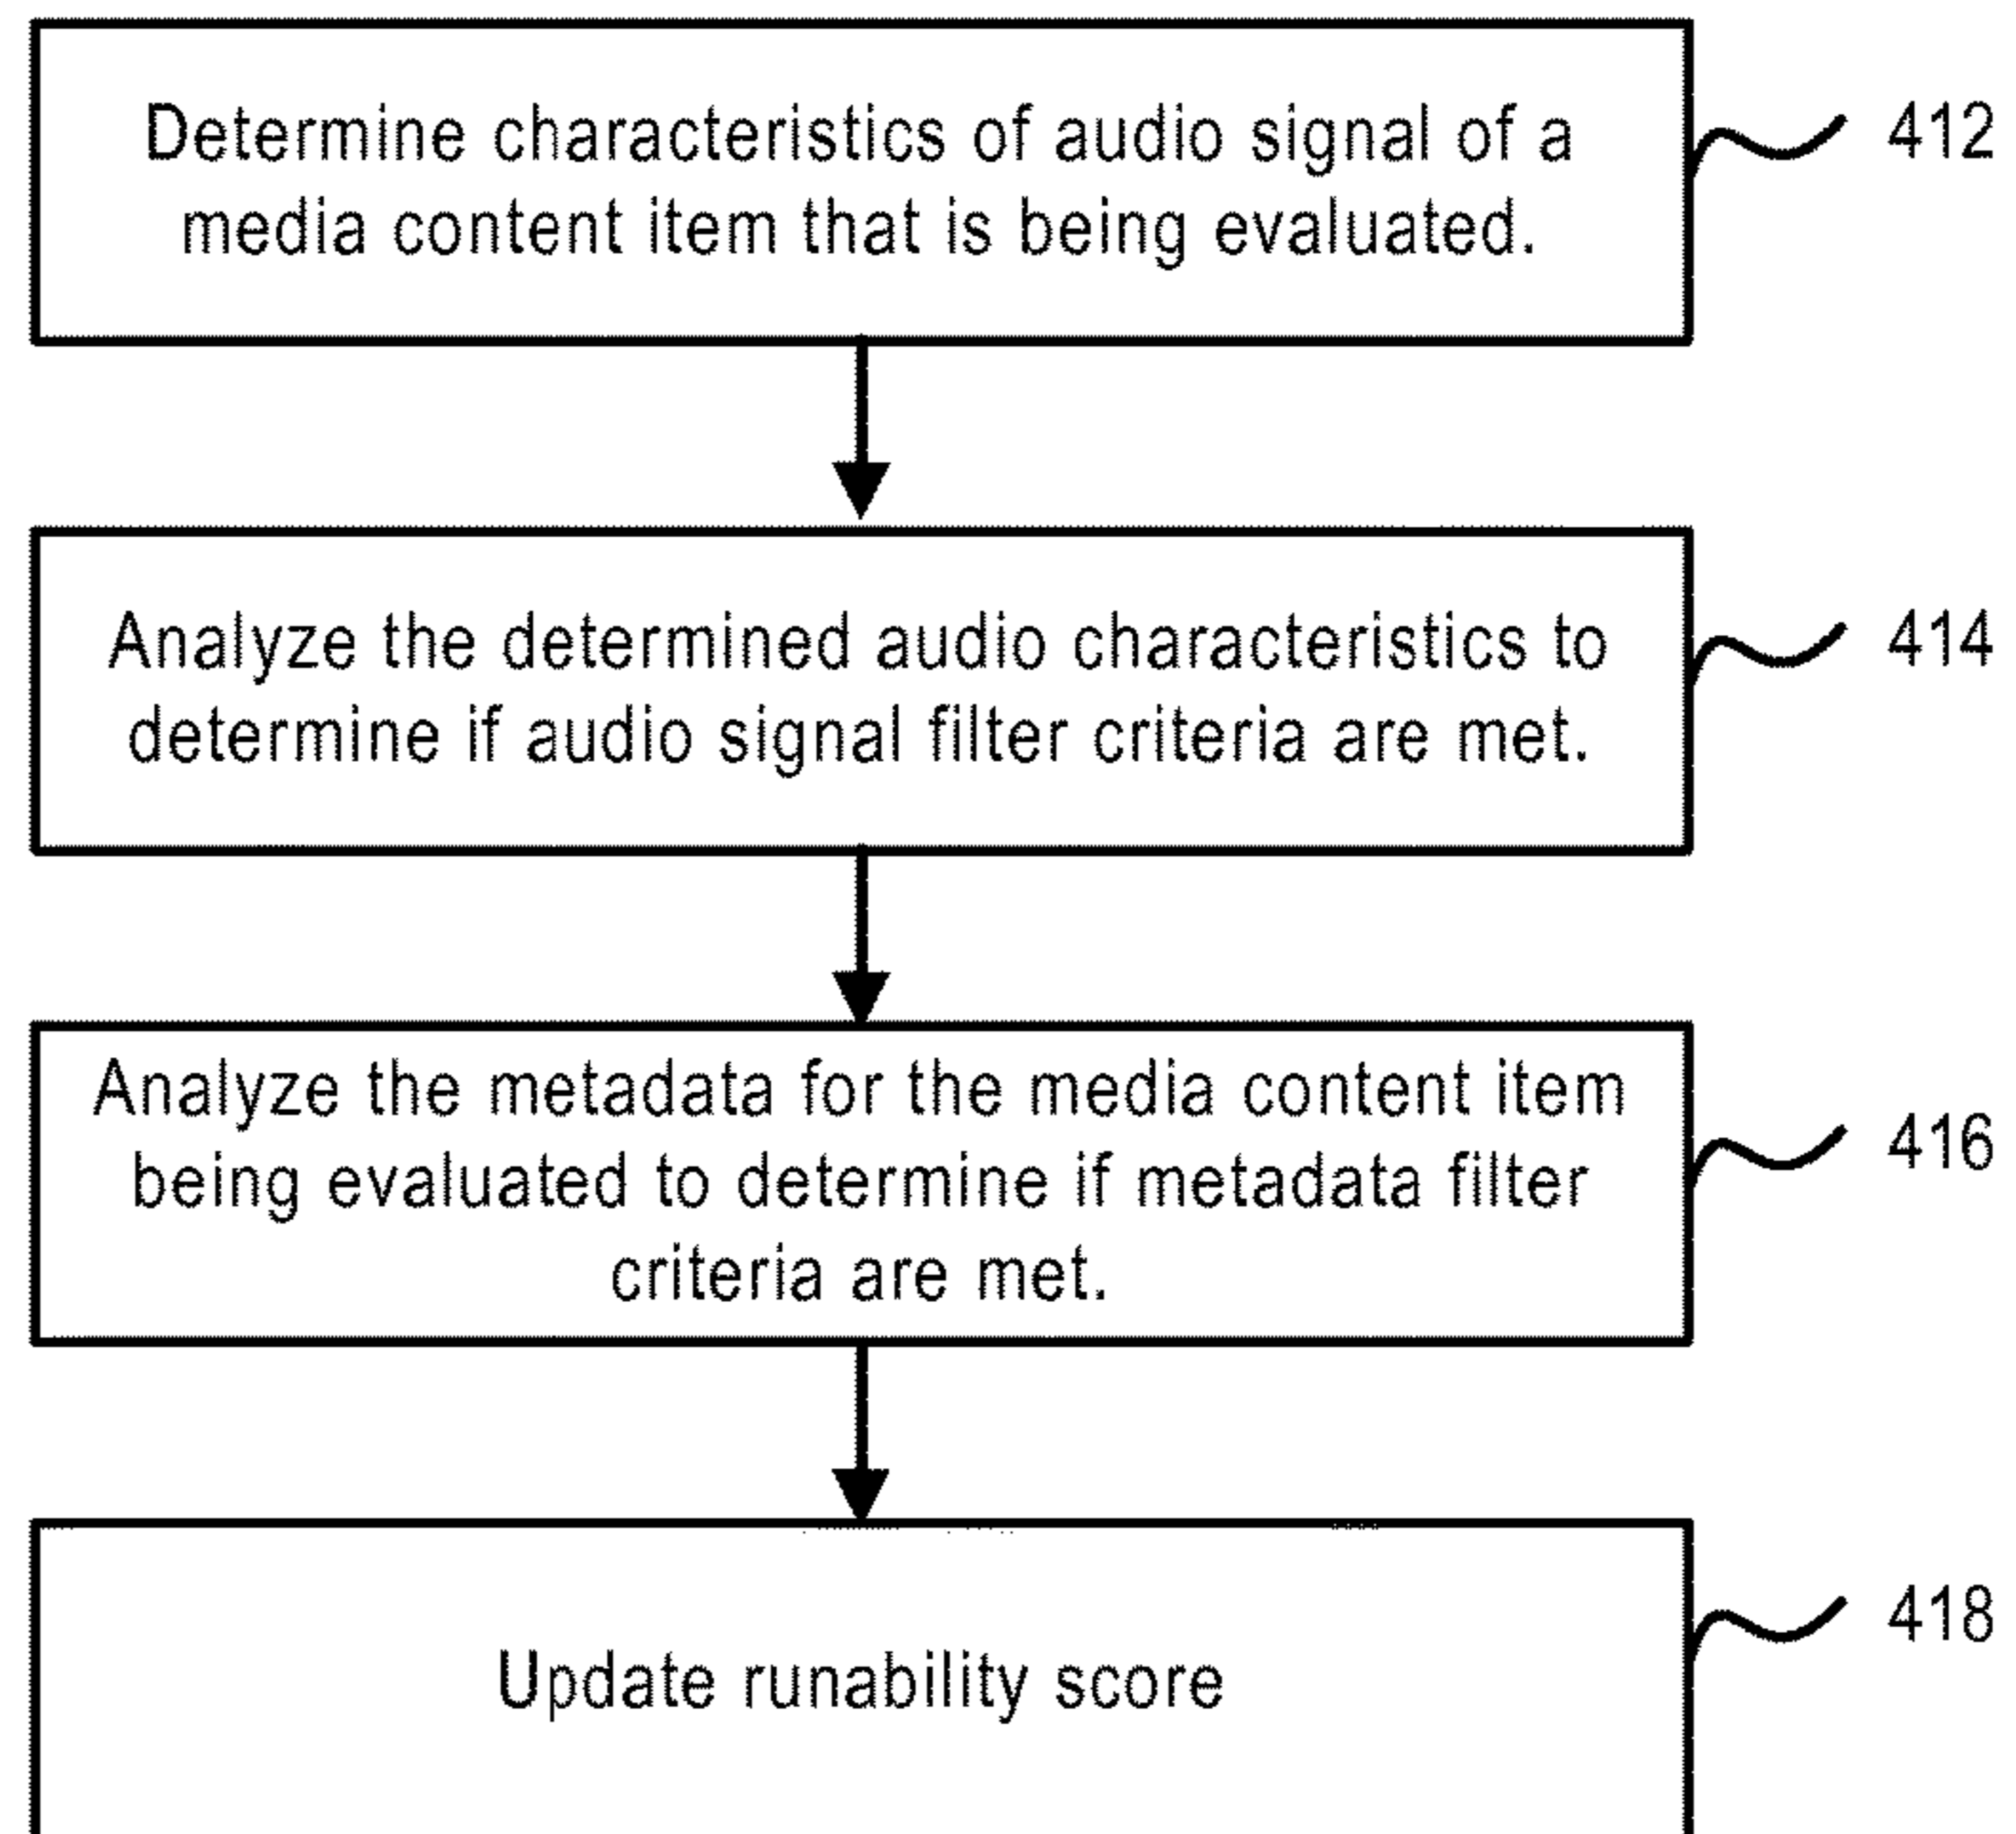 Determine characteristics of audio signal of a
media content item that is being evaluated.
412
Analyze the determined audio characteristics to
determine if audio signal filter criteria are met.
414
Analyze the metadata for the media content item
being evaluated to determine if metadata filter
criteria are met.
416
Update runability score
418